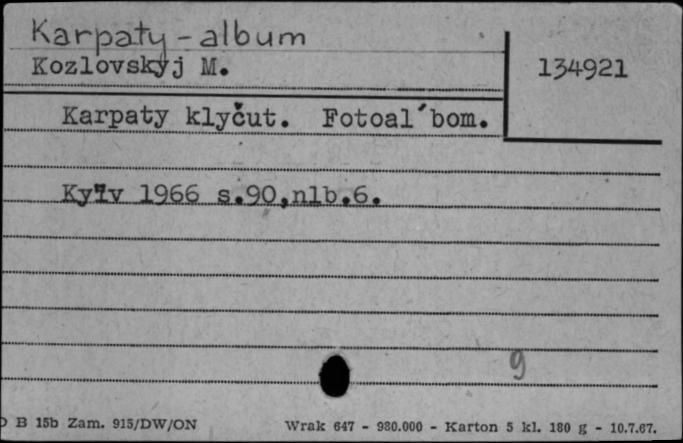 Karpaty - album
Kozlovskyj M.
134921
Karpaty klyčut. Fotoal´bom.
Kyïv 1966 s.90,nlb.6.
9
D B 15b Zam. 915/DW/ON
Wrak 647 - 980.000 - Karton 5 kl. 180 g - 10.7.67.